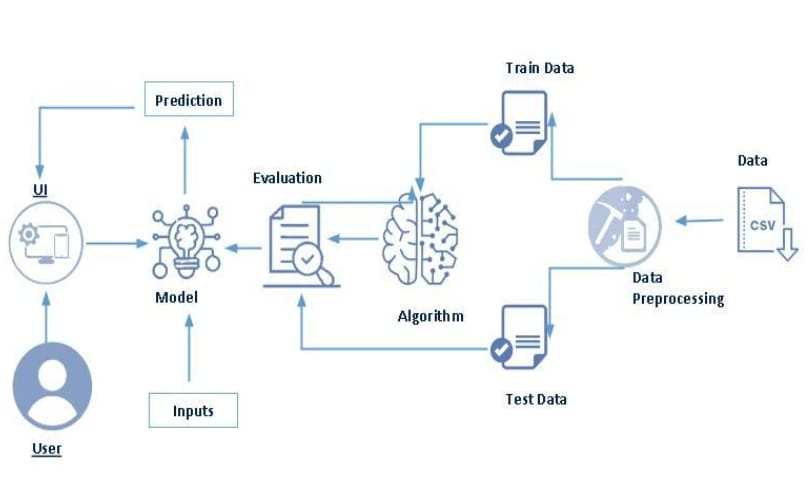 Train Data
Prediction
Data
Evaluation
UI
CSV
Model
Data
Preprocessing
Algorithm
Test Data
Inputs
User